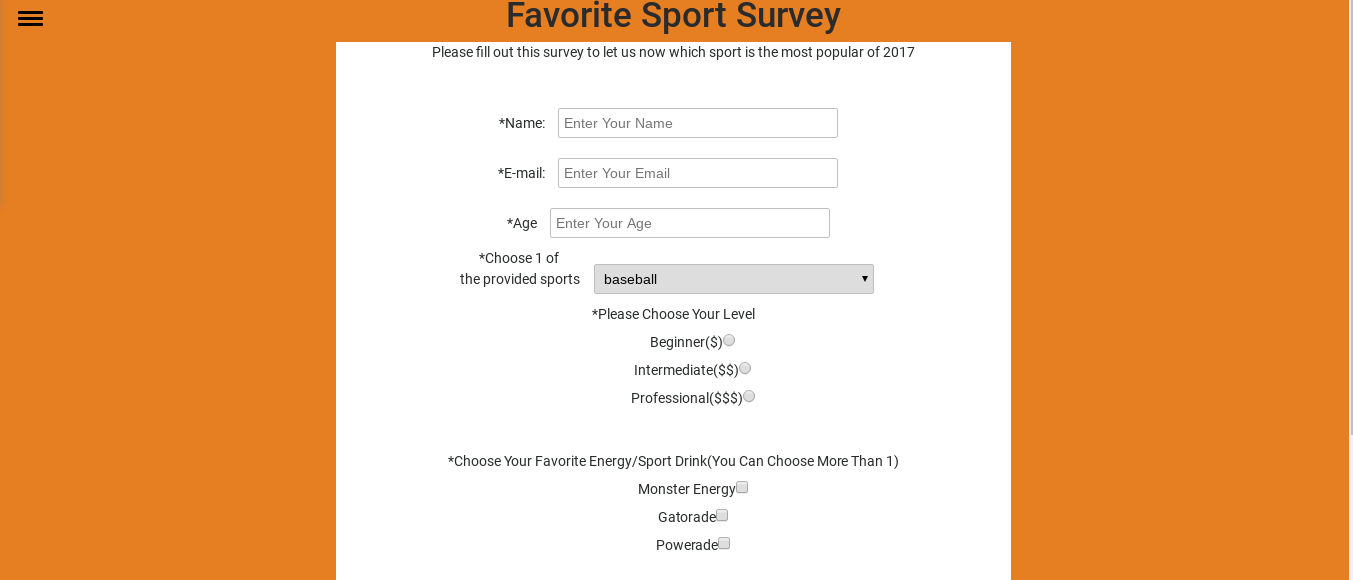 Favorite Sport Survey
Please fill out this survey to let us now which sport is the most popular of 2017
*Name: Enter Your Name
*E-mail: Enter Your Email
*Age Enter Your Age
*Choose 1 of
the provided sports baseball
*Please Choose Your Level
Beginner($)
Intermediate($$)
Professional($$$)
*Choose Your Favorite Energy/Sport Drink(You Can Choose More Than 1)
Monster Energy
Gatorade
Powerade